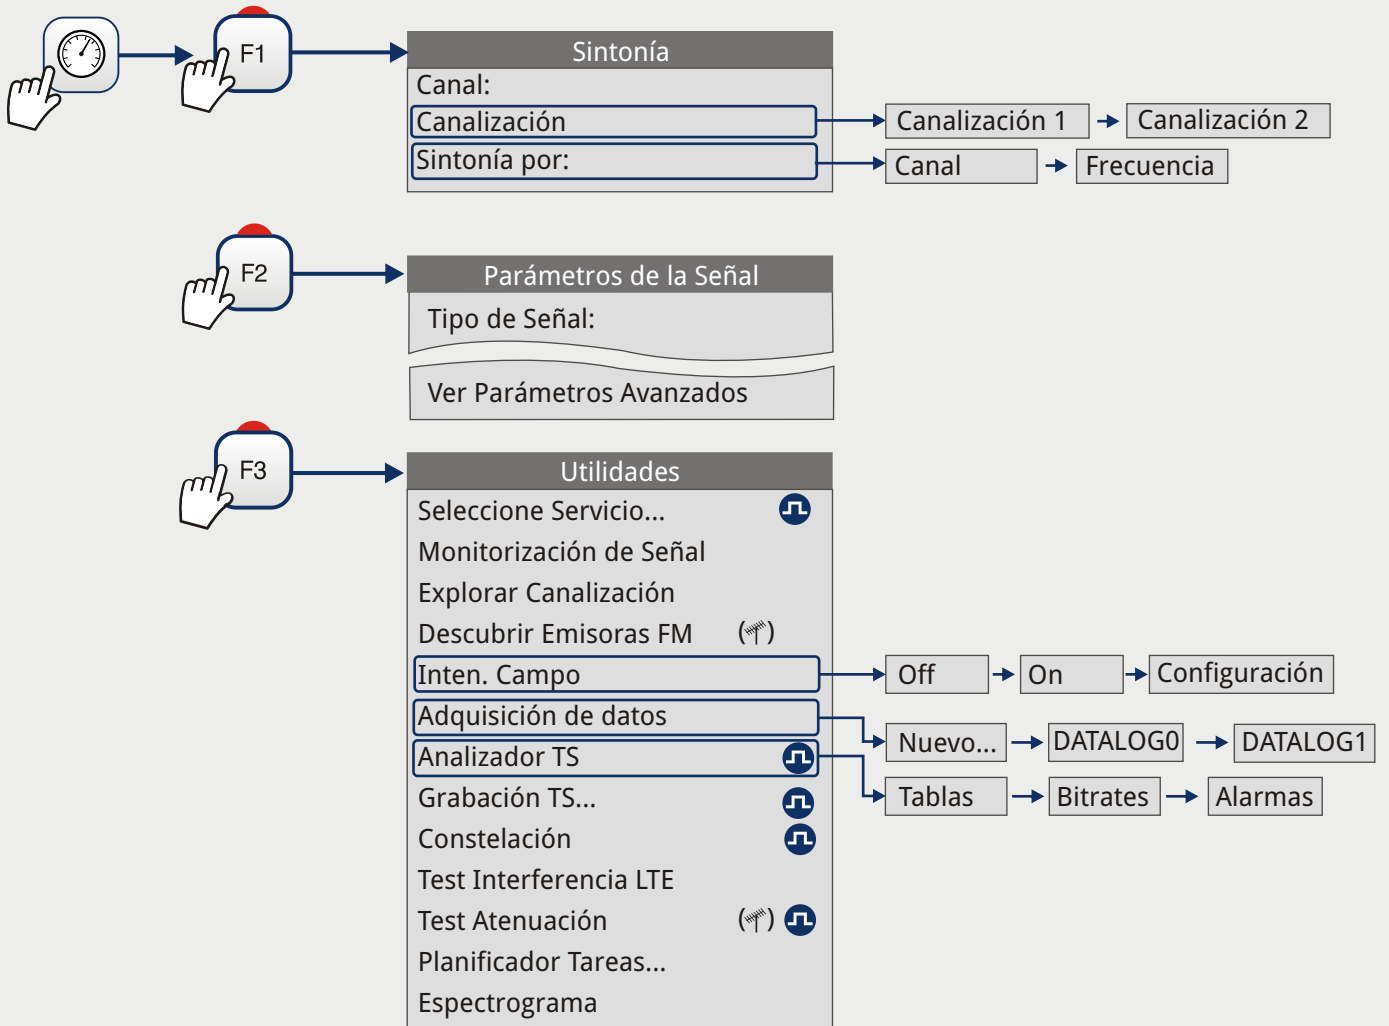 F1
Sintonía
Canal:
Canalización
Canalización 1
Canalización 2
Sintonía por:
Canal
Frecuencia
F2
Parámetros de la Señal
Tipo de Señal:
Ver Parámetros Avanzados
F3
Utilidades
Seleccione Servicio...
Monitorización de Señal
Explorar Canalización
Descubrir Emisoras FM
Inten. Campo
Off
On
Configuración
Adquisición de datos
Nuevo...
DATALOG0
DATALOG1
Analizador TS
Tablas
Bitrates
Alarmas
Grabación TS...
Constelación
Test Interferencia LTE
Test Atenuación
Planificador Tareas...
Espectrograma